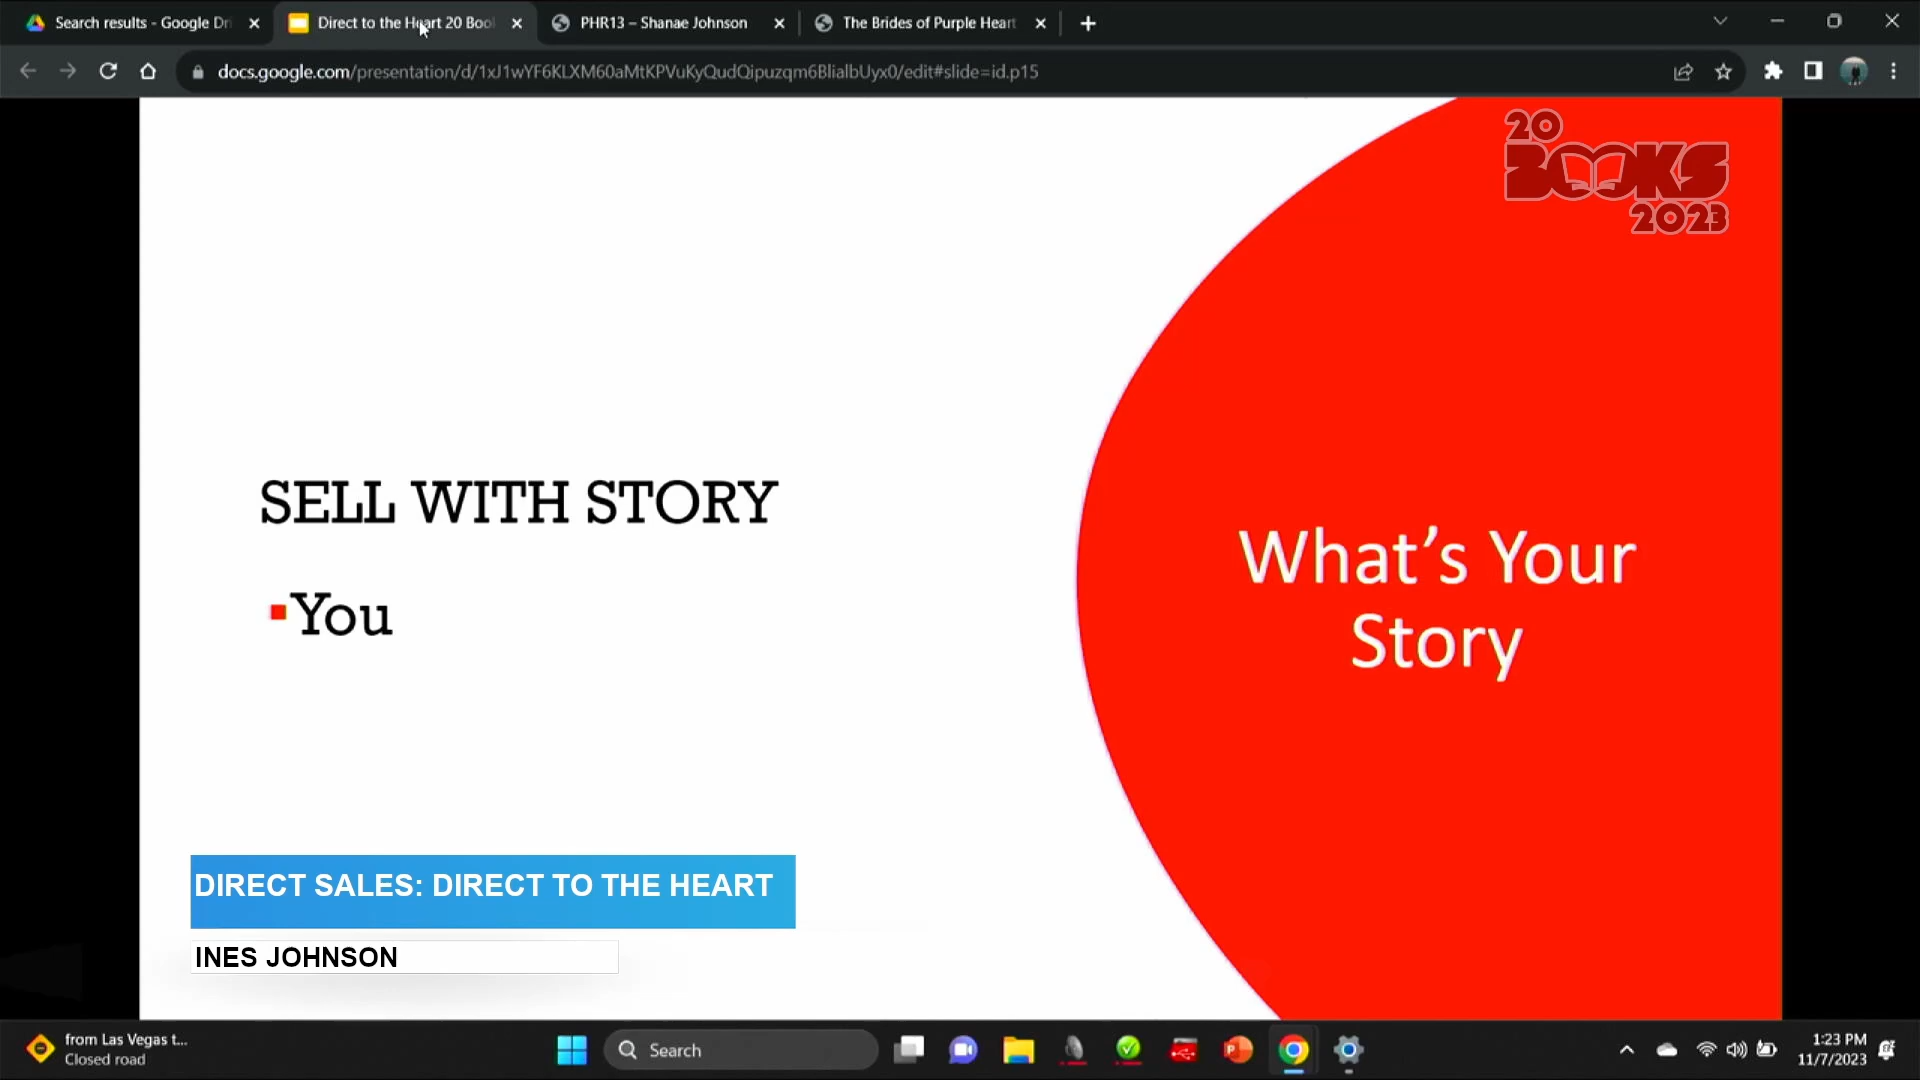 Search results - Google Dri
Direct to the Heart 20 Bool
PHR13 – Shanae Johnson
The Brides of Purple Heart
docs.google.com/presentation/d/1xJ1wYF6KLXM60aMtKPVuKyQudQipuzqm6BlialbUyx0/edit#slide=id.p15
20
BOOKS
2023
SELL WITH STORY
▪You
What's Your
Story
DIRECT SALES: DIRECT TO THE HEART
INES JOHNSON
from Las Vegas t...
Closed road
Search
1:23 PM
11/7/2023